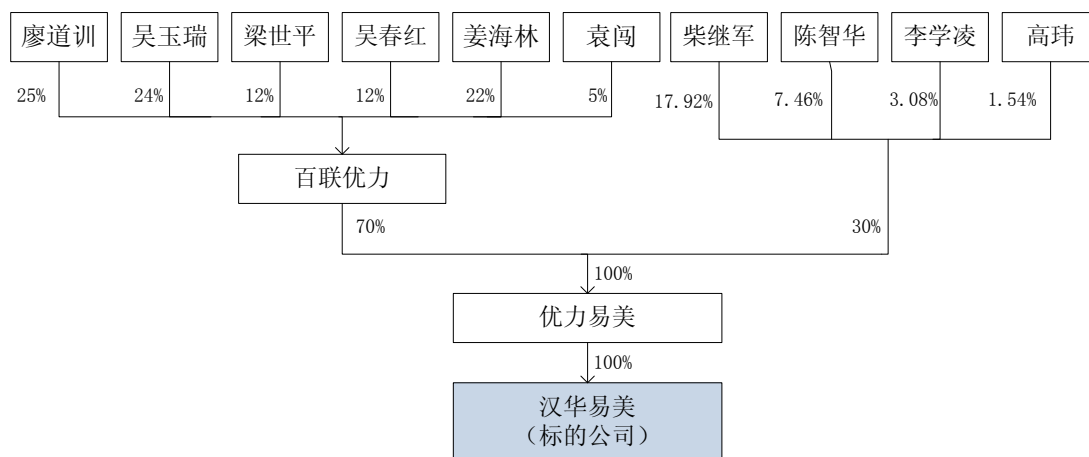 廖道训
吴玉瑞
梁世平
吴春红
姜海林
袁闯
柴继军
陈智华
李学凌
高玮
25%
24%
12%
12%
22%
5%
17.92%
7.46%
3.08%
1.54%
百联优力
70%
30%
100%
优力易美
100%
汉华易美
（标的公司）